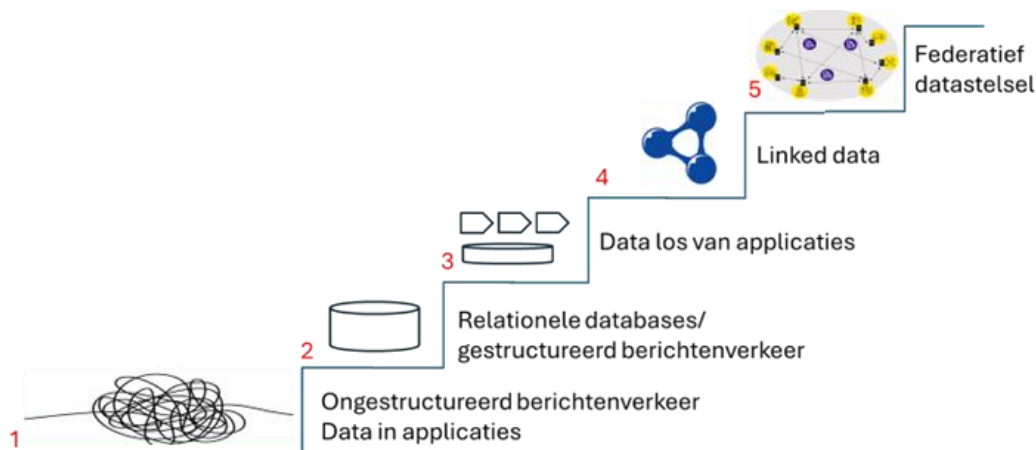 5
Federatief
datastelsel
4
Linked data
3
Data los van applicaties
2
Relationele databases/
gestructureerd berichtenverkeer
1
Ongestructureerd berichtenverkeer
Data in applicaties